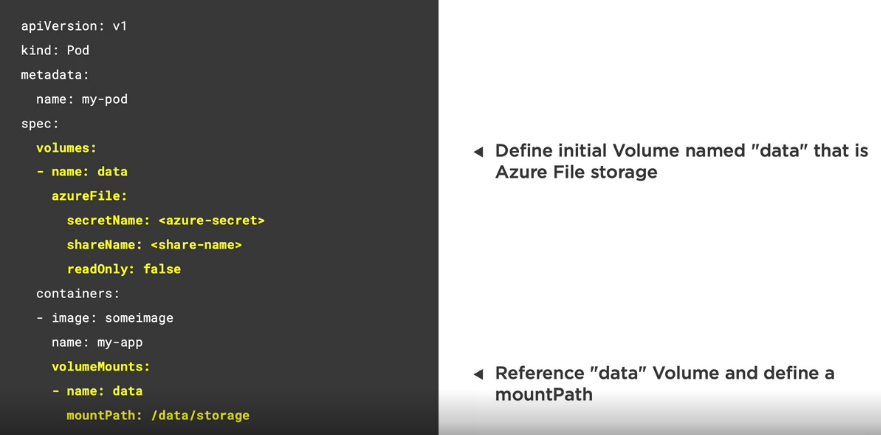 apiVersion: v1
kind: Pod
metadata:
  name: my-pod
spec:
  volumes:
  - name: data
    azureFile:
      secretName: <azure-secret>
      shareName: <share-name>
      readOnly: false
  containers:
  - image: someimage
    name: my-app
    volumeMounts:
    - name: data
      mountPath: /data/storage
◄ Define initial Volume named "data" that is
Azure File storage
◄ Reference "data" Volume and define a
mountPath